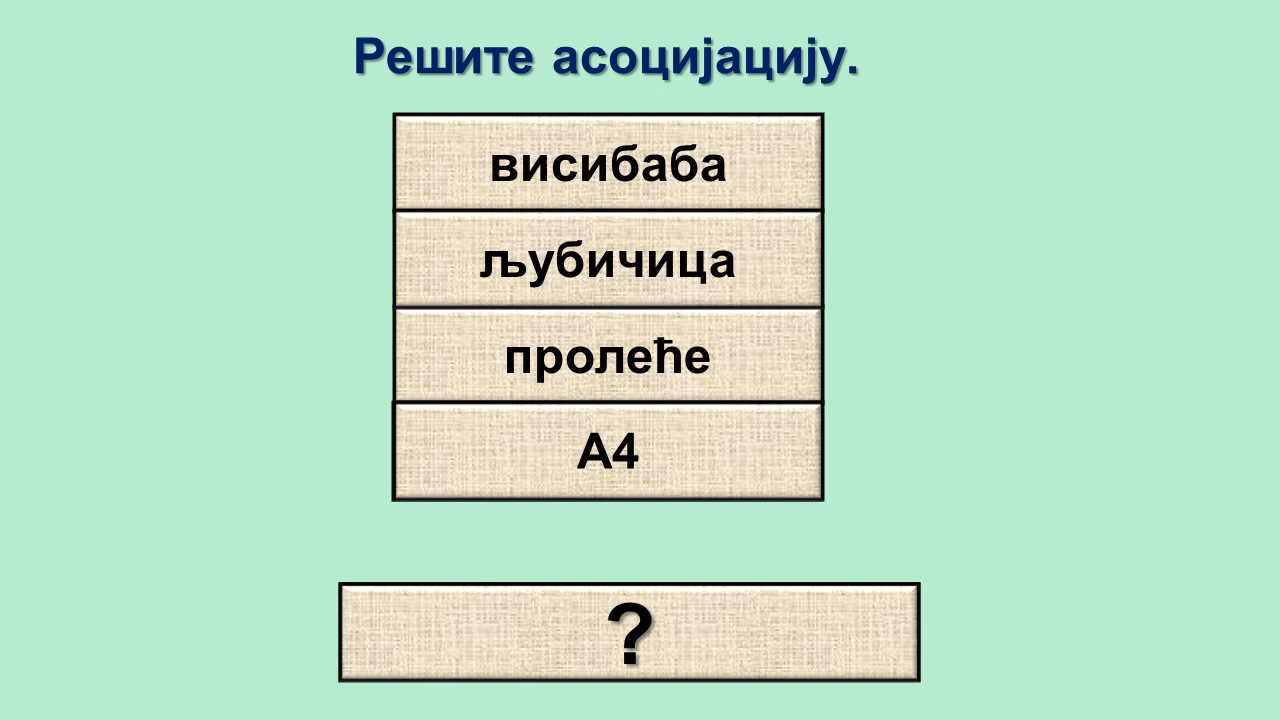 Решите асоцијацију.
висибаба
љубичица
пролеће
А4
?